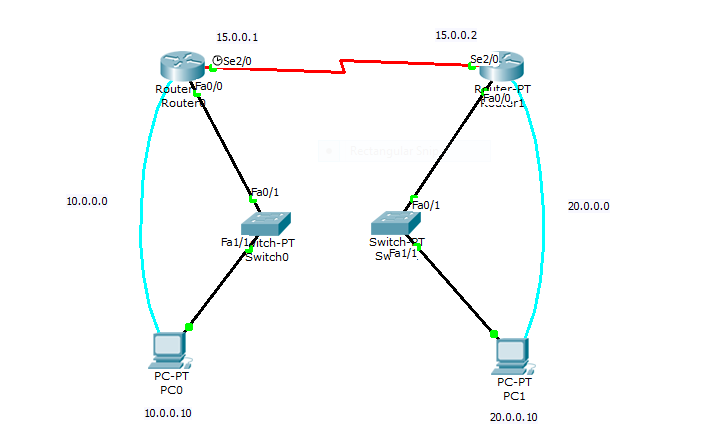 15.0.0.1
15.0.0.2
Se2/0
Se2/0
Router-PT
Fa0/0
Router0
Router-PT
Fa0/0
Router1
Rectangular Snip
10.0.0.0
20.0.0.0
Fa0/1
Fa0/1
Fa1/1
Switch-PT
Switch0
Switch-PT
Fa1/1
PC-PT
PC0
PC-PT
PC1
10.0.0.10
20.0.0.10